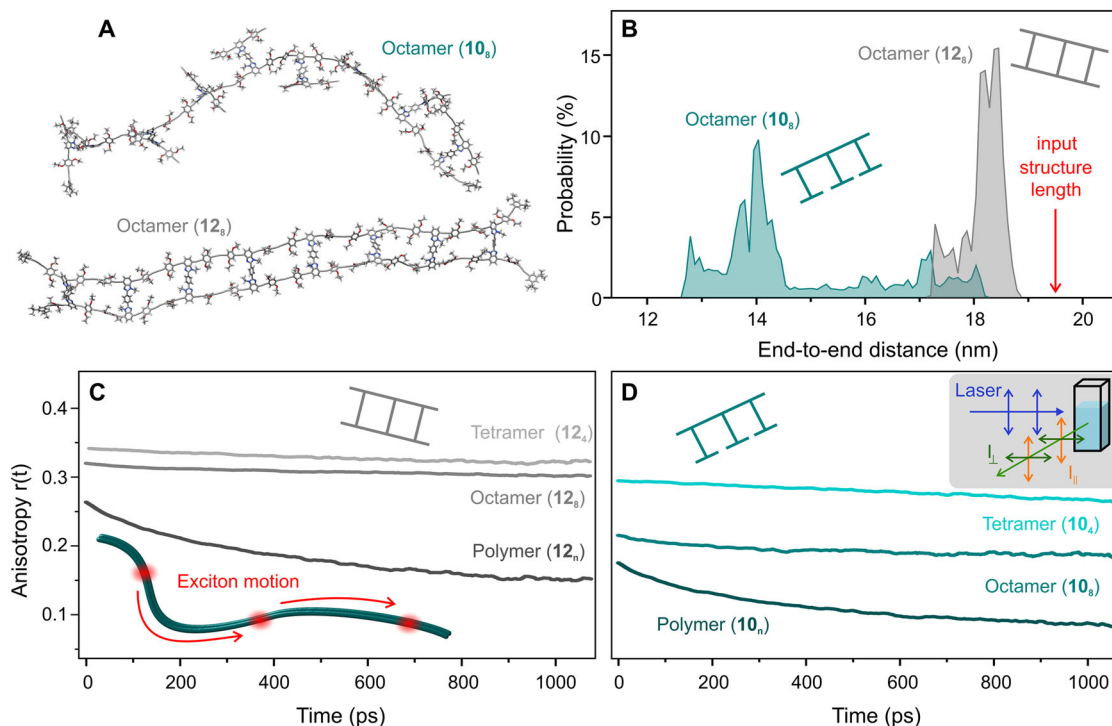 A
Octamer (10₈)
Octamer (12₈)
B
Octamer (12₈)
Octamer (10₈)
input
structure
length
Probability (%)
15
10
5
0
12
14
16
18
20
End-to-end distance (nm)
C
Tetramer (12₄)
Octamer (12₈)
Polymer (12ₙ)
Exciton motion
Anisotropy r(t)
0.4
0.3
0.2
0.1
0
200
400
600
800
1000
Time (ps)
D
Laser
I⊥
I||
Tetramer (10₄)
Octamer (10₈)
Polymer (10ₙ)
0
200
400
600
800
1000
Time (ps)